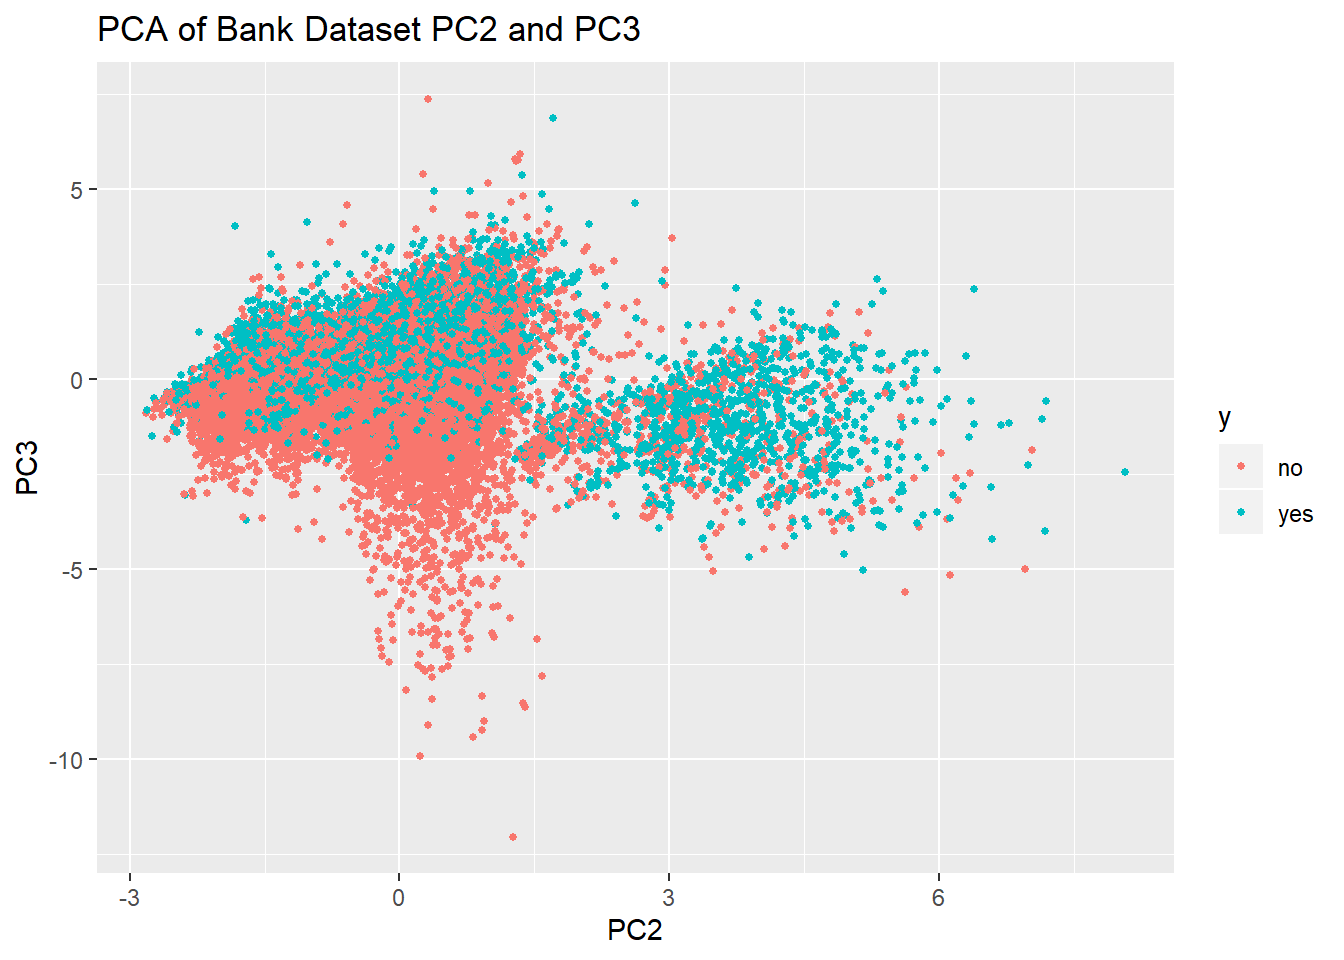 PCA of Bank Dataset PC2 and PC3
5
0
-5
-10
PC3
-3 0 3 6
PC2
y
no
yes